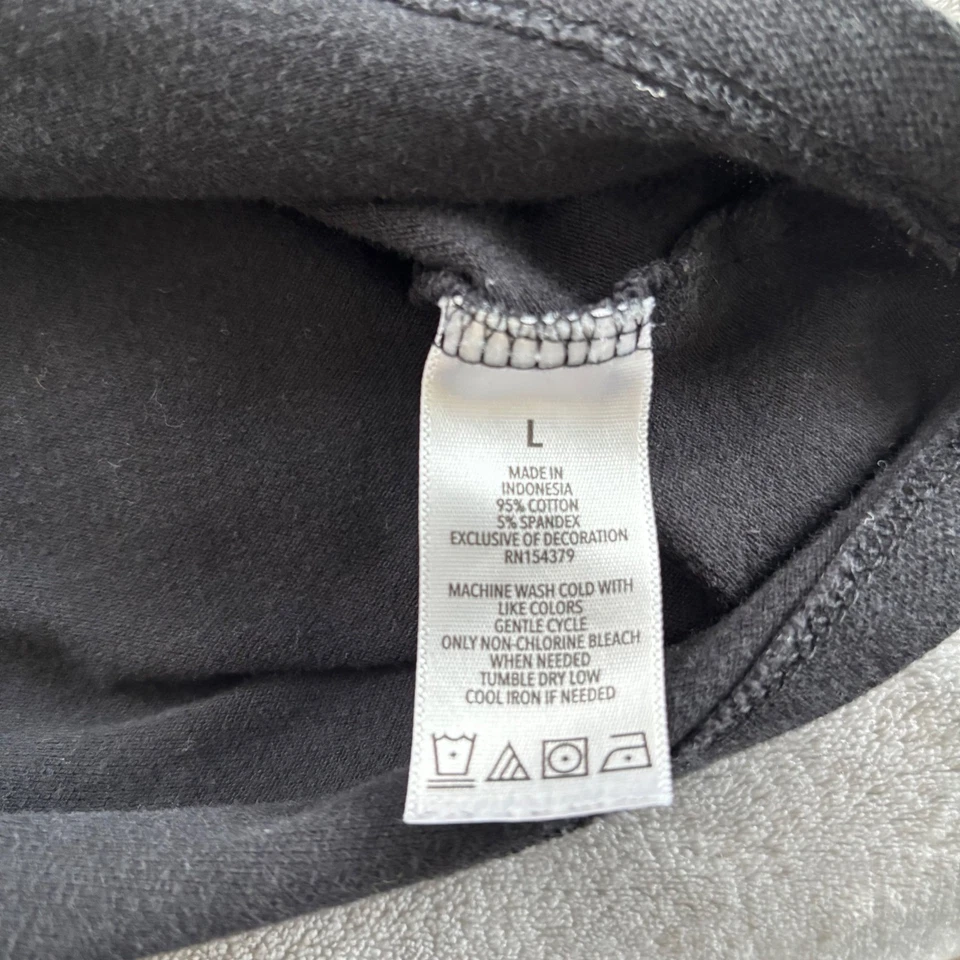 L
MADE IN
INDONESIA
95% COTTON
5% SPANDEX
EXCLUSIVE OF DECORATION
RN154379
MACHINE WASH COLD WITH
LIKE COLORS
GENTLE CYCLE
ONLY NON-CHLORINE BLEACH
WHEN NEEDED
TUMBLE DRY LOW
COOL IRON IF NEEDED